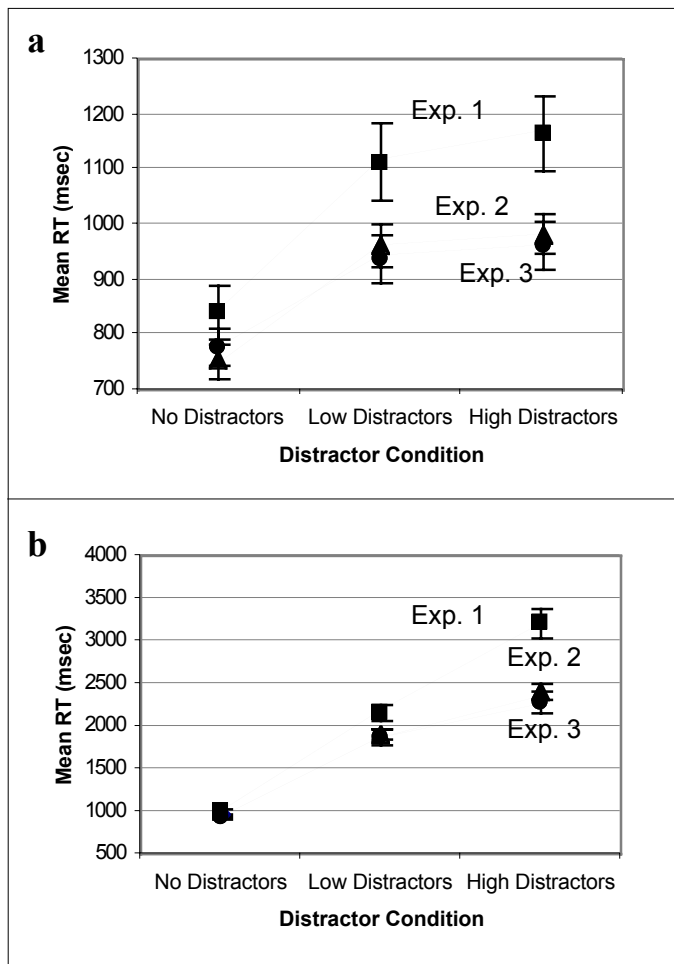 a
1300
1200
Exp. 1
1100
1000
Exp. 2
900
Exp. 3
800
700
Mean RT (msec)
No Distractors Low Distractors High Distractors
Distractor Condition
b
4000
3500
Exp. 1
3000
Exp. 2
2500
2000
Exp. 3
1500
1000
500
Mean RT (msec)
No Distractors Low Distractors High Distractors
Distractor Condition